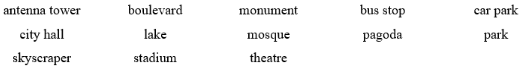 antenna tower boulevard monument bus stop car park
city hall lake mosque pagoda park
skyscraper stadium theatre